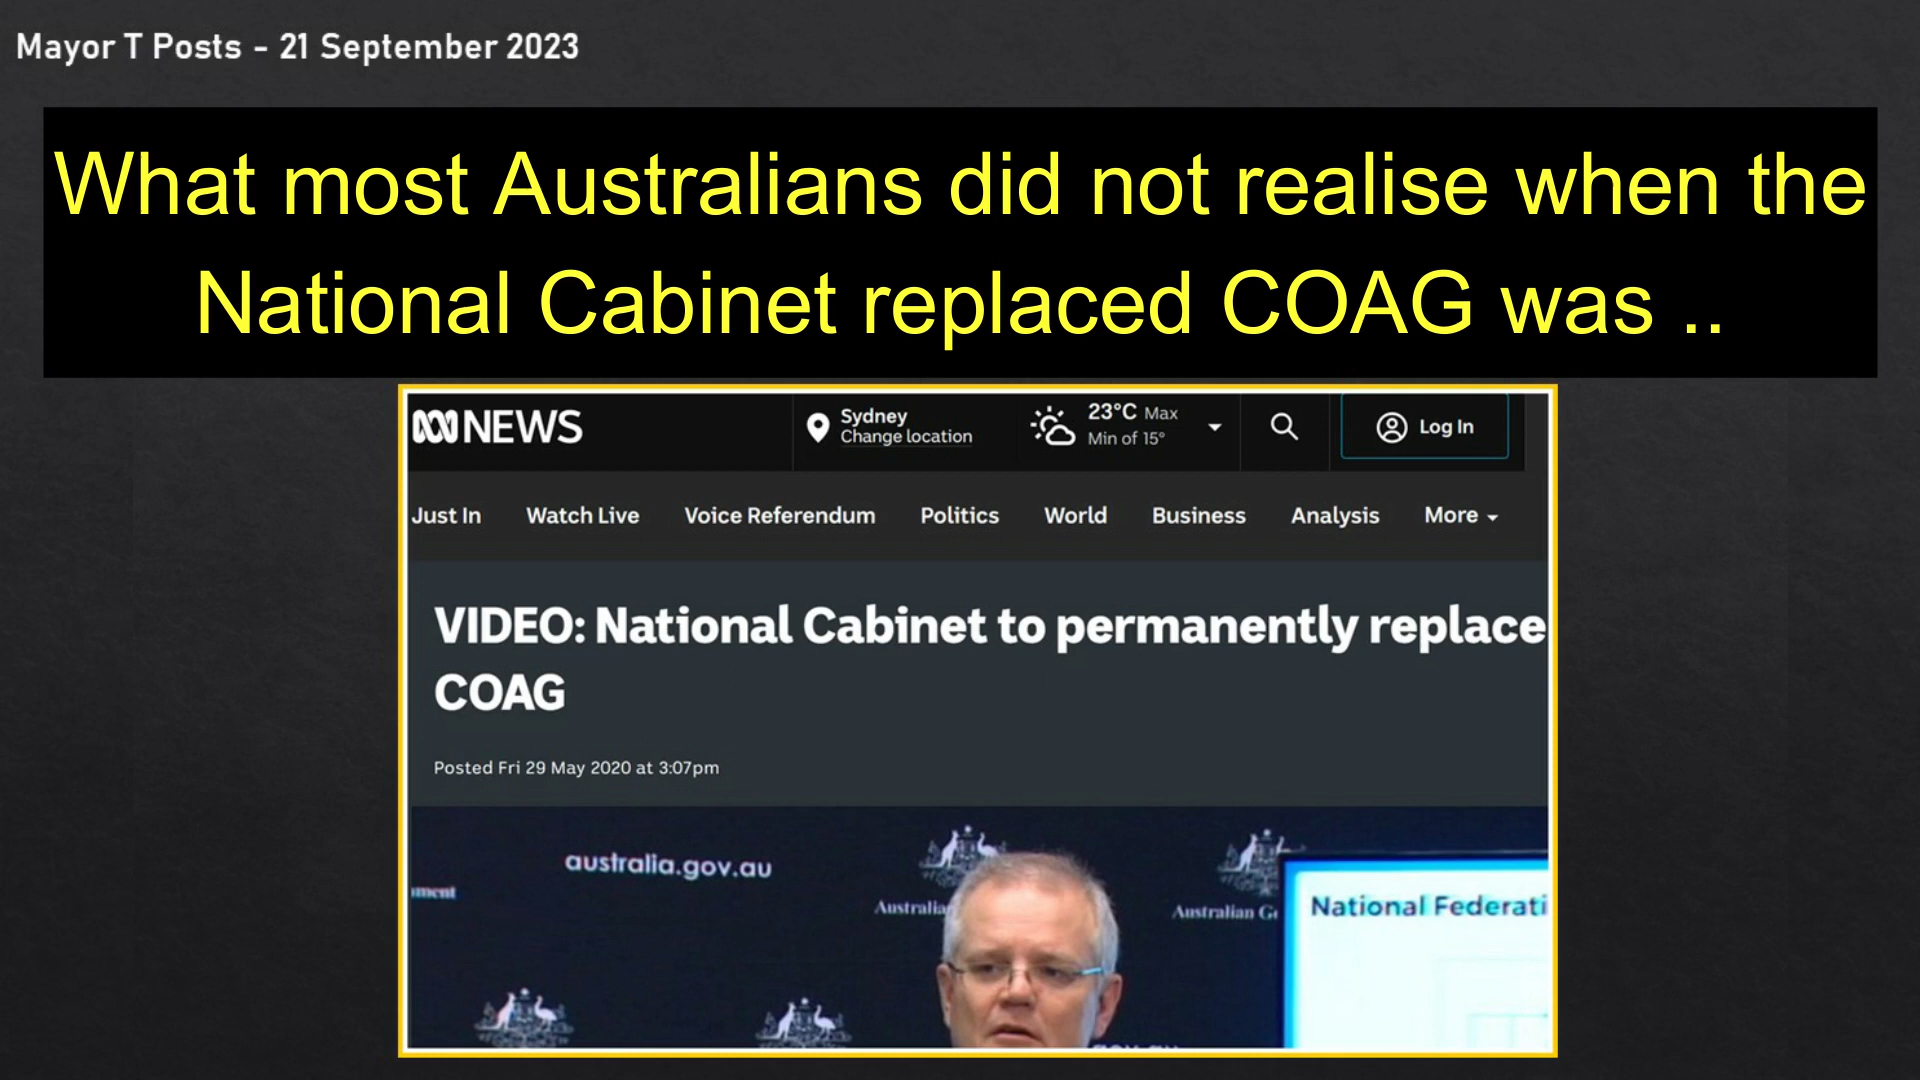 Mayor T Posts - 21 September 2023
What most Australians did not realise when the
National Cabinet replaced COAG was ..
NEWS
Sydney
Change location
23°C Max
Min of 15°
Log In
Just In Watch Live Voice Referendum Politics World Business Analysis More
VIDEO: National Cabinet to permanently replace
COAG
Posted Fri 29 May 2020 at 3:07pm
australia.gov.au
Australian G
National Federati